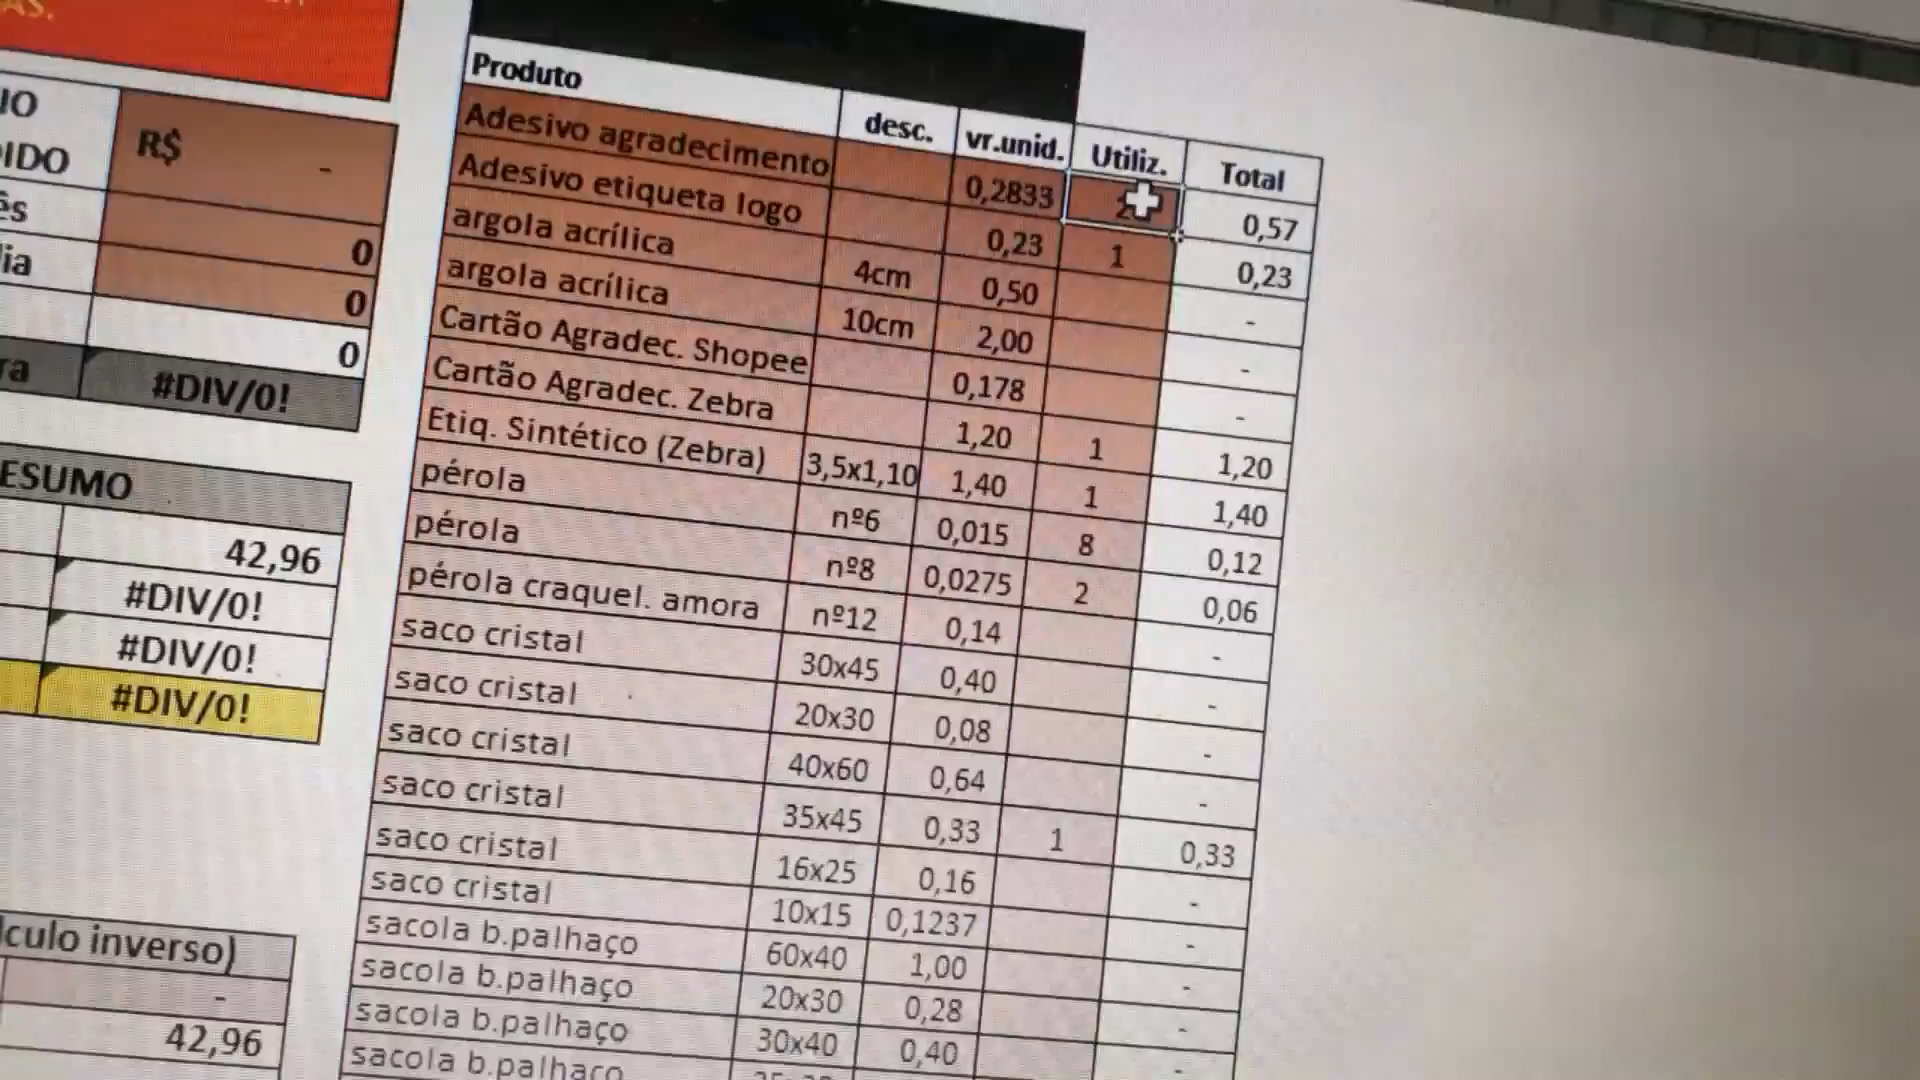 AS.
IO
IDO
R$ -
ês 0
ia 0
0
ra #DIV/0!
ESUMO
42,96
#DIV/0!
#DIV/0!
#DIV/0!
lculo inverso)
-
42,96
Produto desc. vr.unid. Utiliz. Total
Adesivo agradecimento 0,2833 0,57
Adesivo etiqueta logo 0,23 1 0,23
argola acrílica 4cm 0,50 -
argola acrílica 10cm 2,00 -
Cartão Agradec. Shopee 0,178 -
Cartão Agradec. Zebra 1,20 1 1,20
Etiq. Sintético (Zebra) 3,5x1,10 1,40 1 1,40
pérola nº6 0,015 8 0,12
pérola nº8 0,0275 2 0,06
pérola craquel. amora nº12 0,14 -
saco cristal 30x45 0,40 -
saco cristal 20x30 0,08 -
saco cristal 40x60 0,64 -
saco cristal 35x45 0,33 1 0,33
saco cristal 16x25 0,16 -
saco cristal 10x15 0,1237 -
sacola b.palhaço 60x40 1,00 -
sacola b.palhaço 20x30 0,28 -
sacola b.palhaço 30x40 0,40 -
sacola b.palhaço